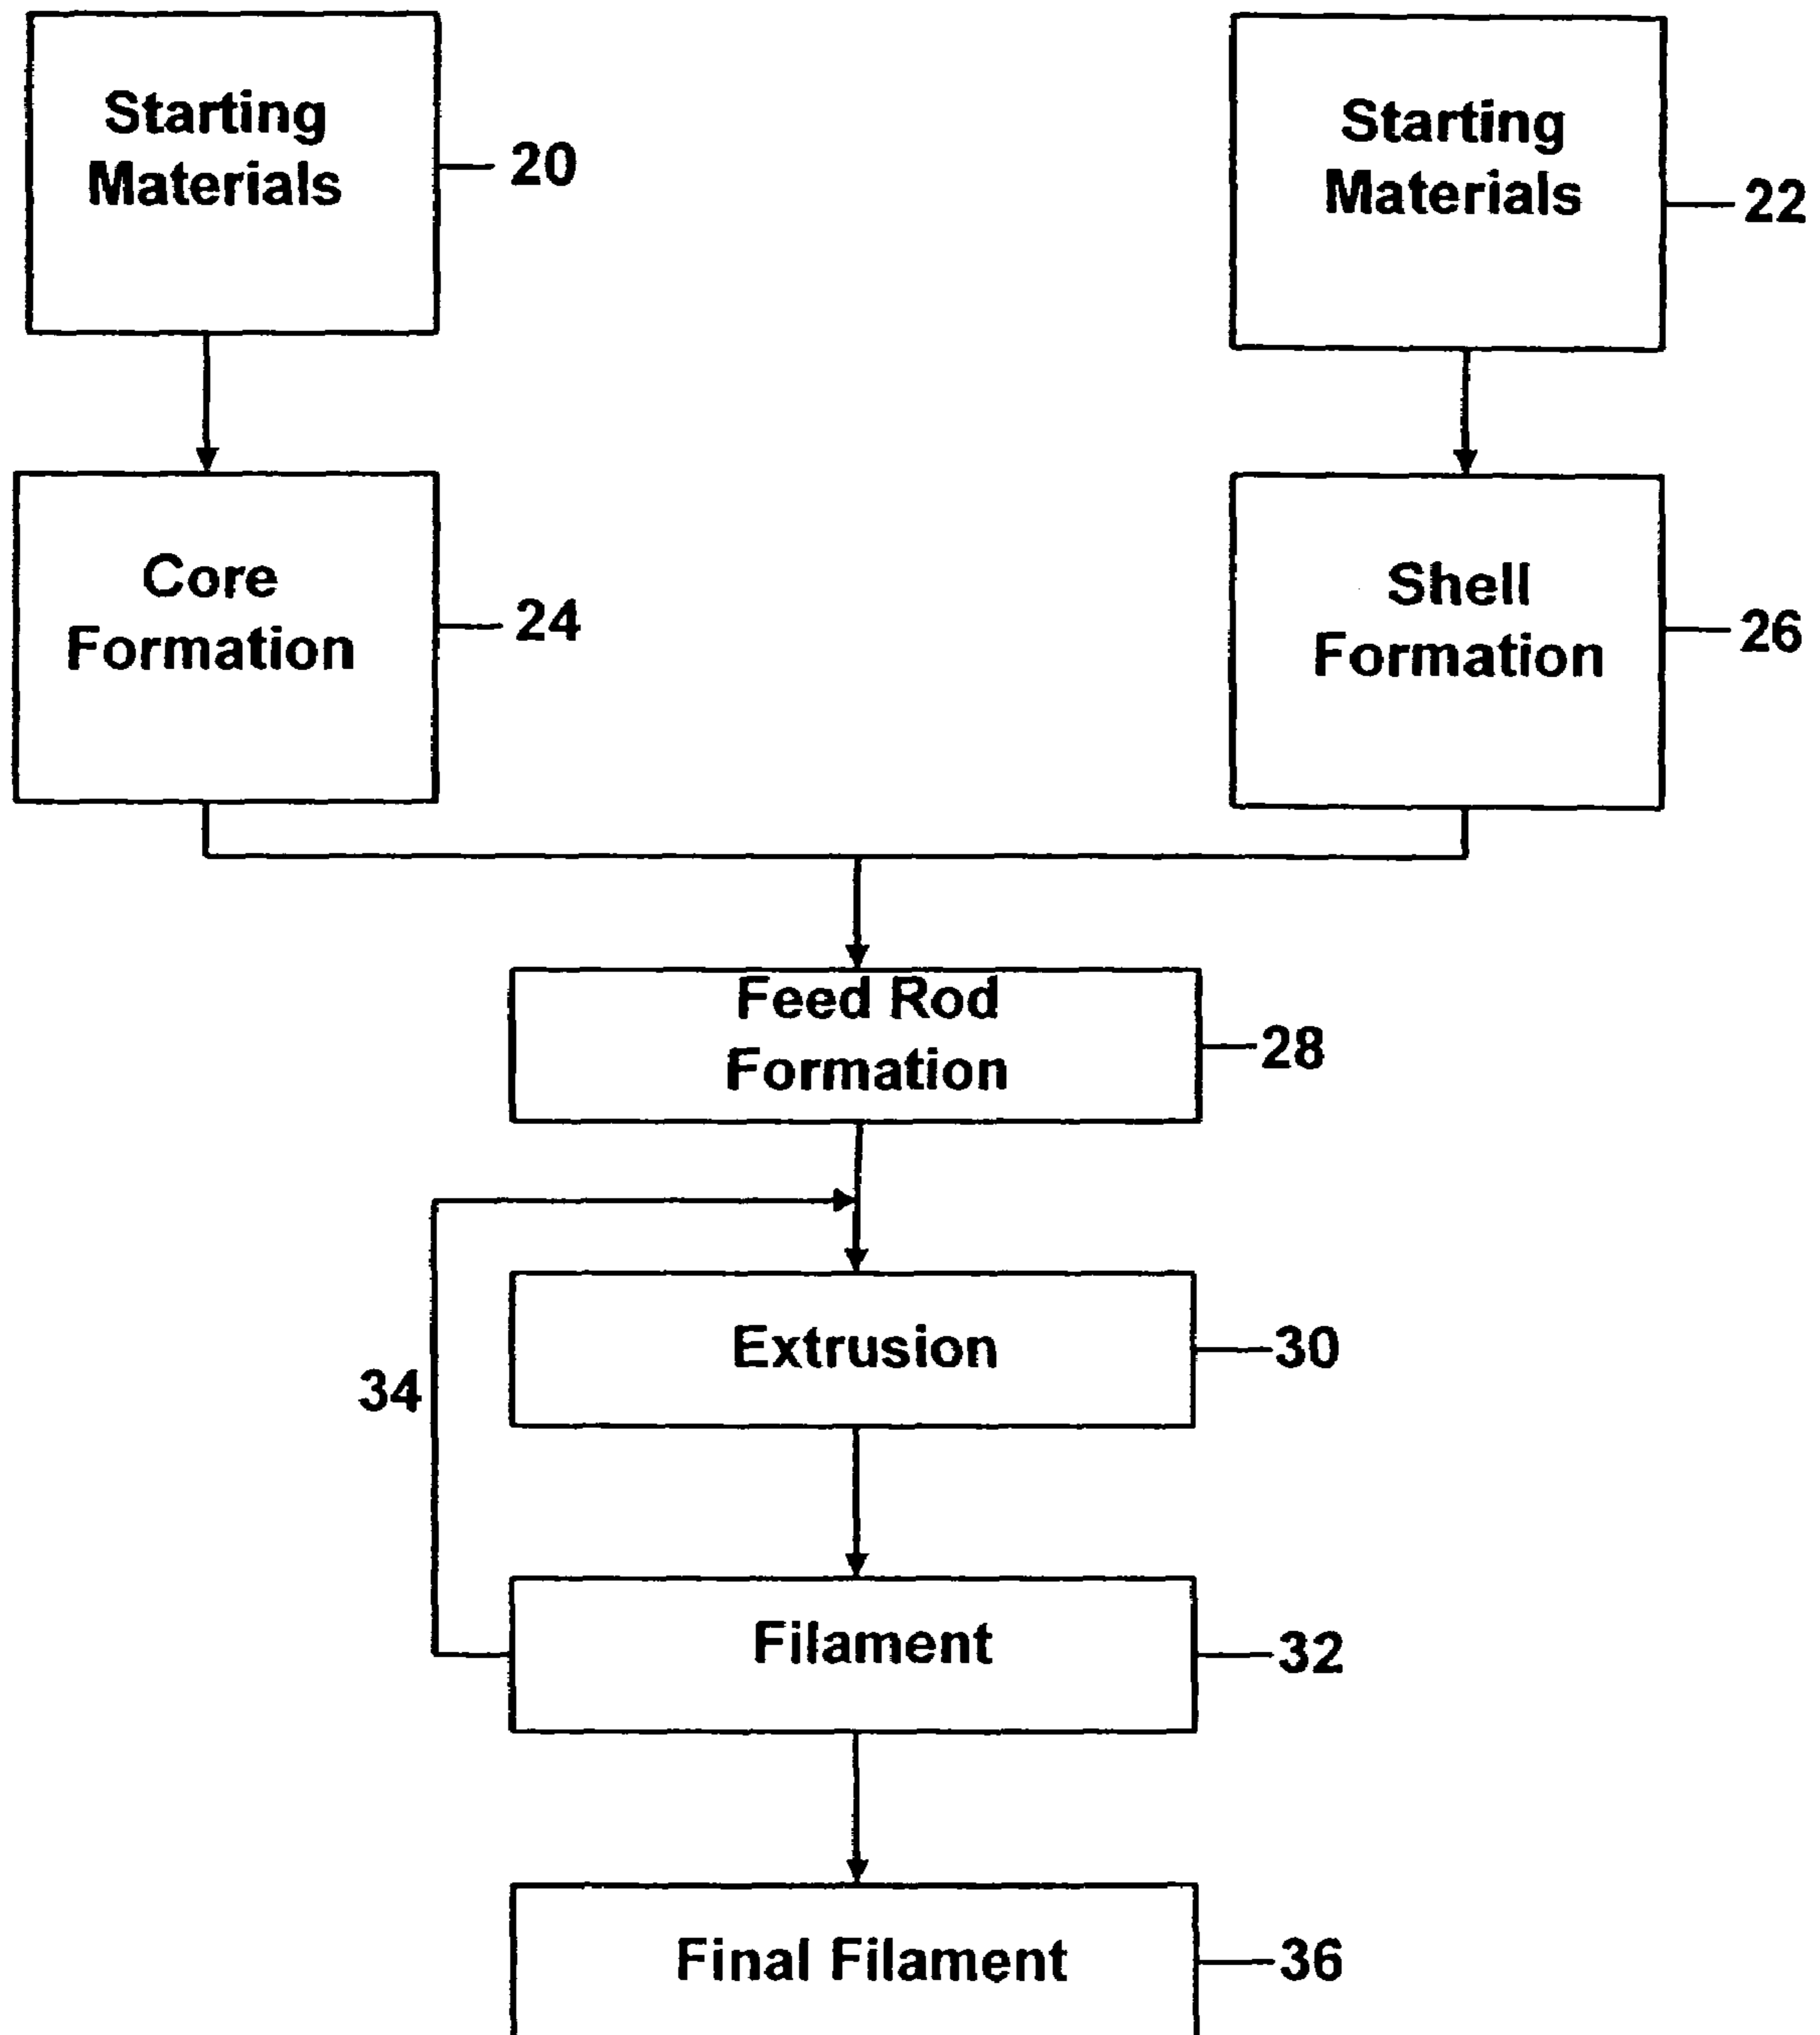 Starting
Materials
20
Starting
Materials
22
Core
Formation
24
Shell
Formation
26
Feed Rod
Formation
28
Extrusion
30
34
Filament
32
Final Filament
36